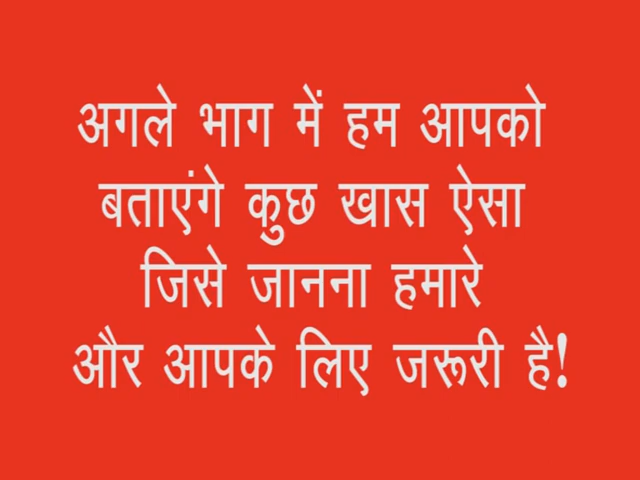 अगले भाग में हम आपको
बताएंगे कुछ खास ऐसा
जिसे जानना हमारे
और आपके लिए जरूरी है!